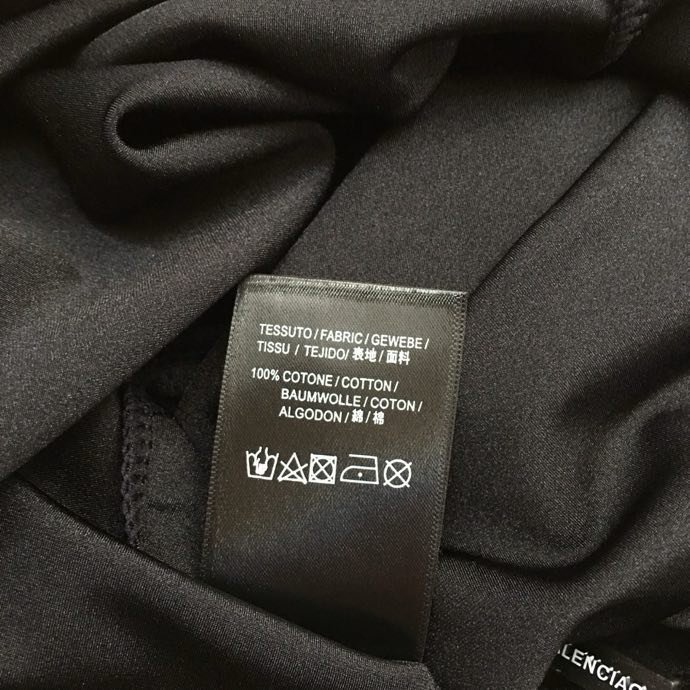 TESSUTO / FABRIC / GEWEBE /
TISSU / TEJIDO/ 表地 / 面料
100% COTONE / COTTON /
BAUMWOLLE / COTON /
ALGODON / 綿 / 棉